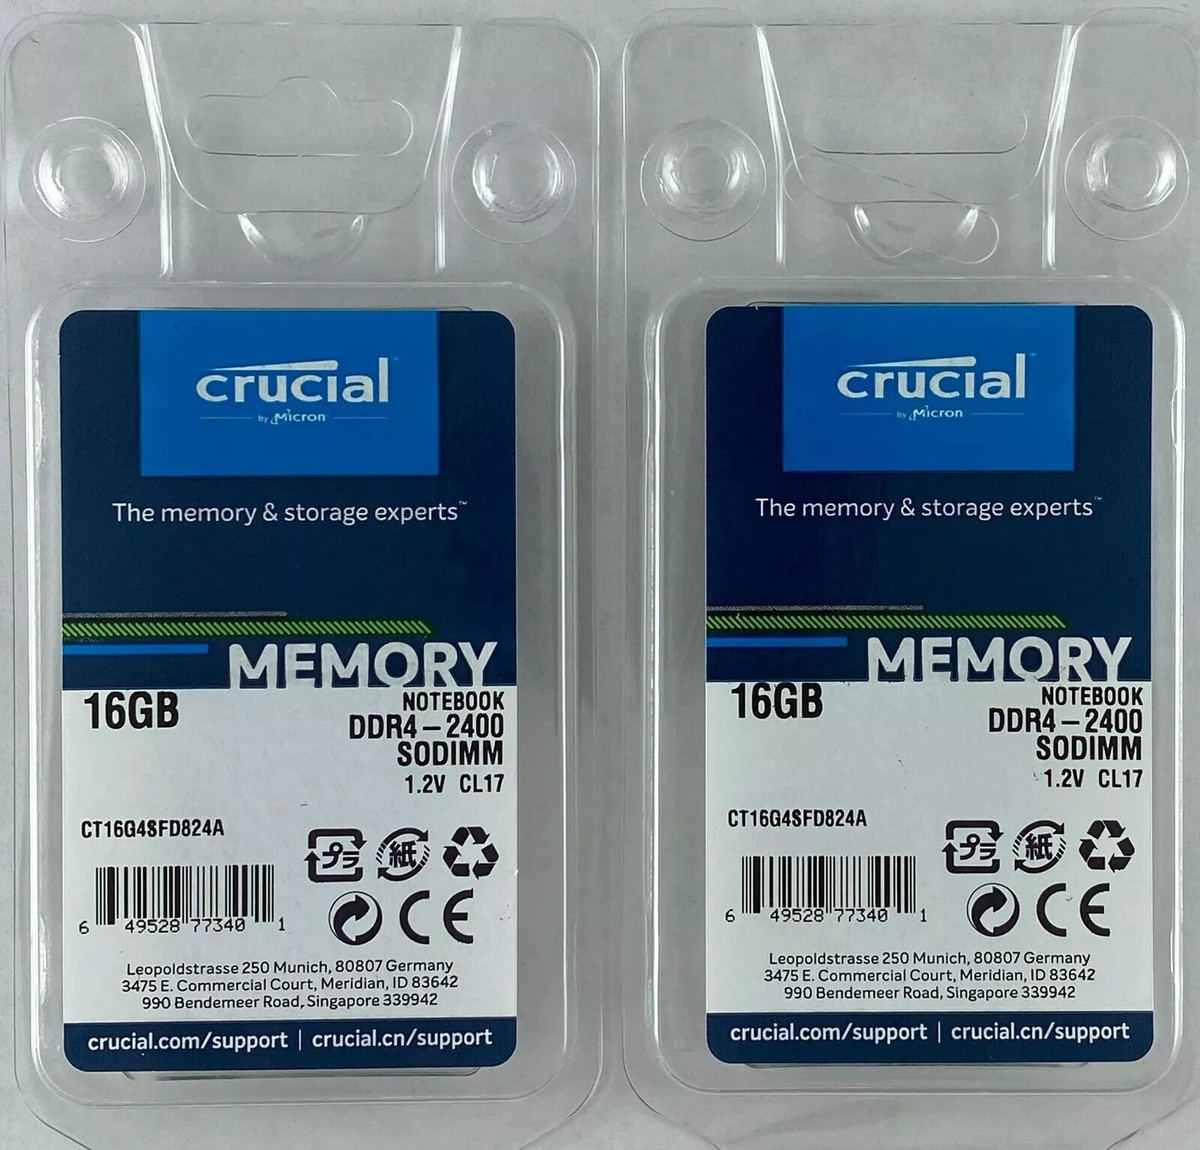 crucial
by Micron
The memory & storage experts™
MEMORY
16GB
NOTEBOOK
DDR4-2400
SODIMM
1.2V CL17
CT16G4SFD824A
プラ 紙
CE
6 49528 77340 1
Leopoldstrasse 250 Munich, 80807 Germany
3475 E. Commercial Court, Meridian, ID 83642
990 Bendemeer Road, Singapore 339942
crucial.com/support | crucial.cn/support
crucial
by Micron
The memory & storage experts™
MEMORY
16GB
NOTEBOOK
DDR4-2400
SODIMM
1.2V CL17
CT16G4SFD824A
プラ 紙
CE
6 49528 77340 1
Leopoldstrasse 250 Munich, 80807 Germany
3475 E. Commercial Court, Meridian, ID 83642
990 Bendemeer Road, Singapore 339942
crucial.com/support | crucial.cn/support